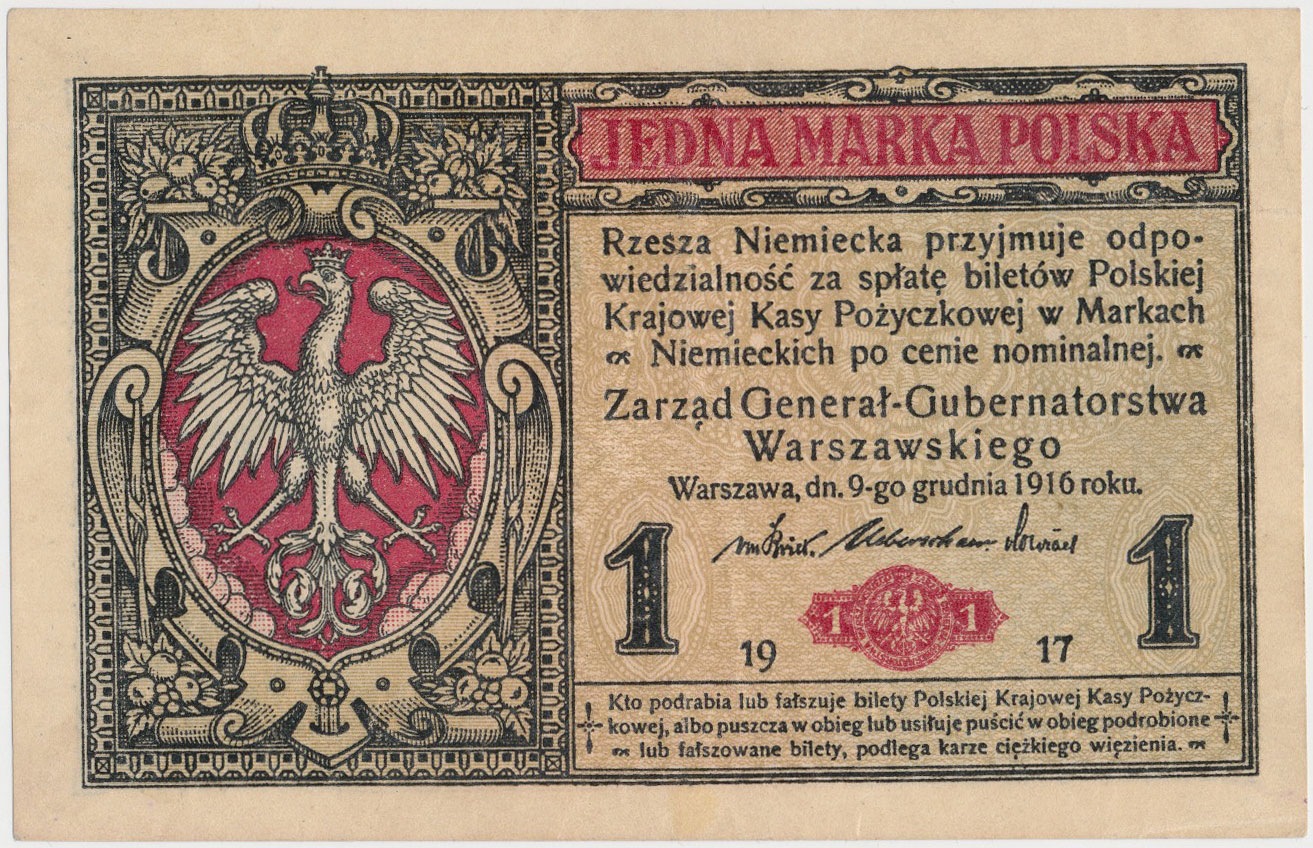 JEDNA MARKA POLSKA
Rzesza Niemiecka przyjmuje odpo-
wiedzialność za spłatę biletów Polskiej
Krajowej Kasy Pożyczkowej w Markach
Niemieckich po cenie nominalnej.
Zarząd Generał-Gubernatorstwa
Warszawskiego
Warszawa, dn. 9-go grudnia 1916 roku.
1 1
1 1
19 17
Kto podrabia lub fałszuje bilety Polskiej Krajowej Kasy Pożycz-
kowej, albo puszcza w obieg lub usiłuje puścić w obieg podrobione
lub fałszowane bilety, podlega karze ciężkiego więzienia.